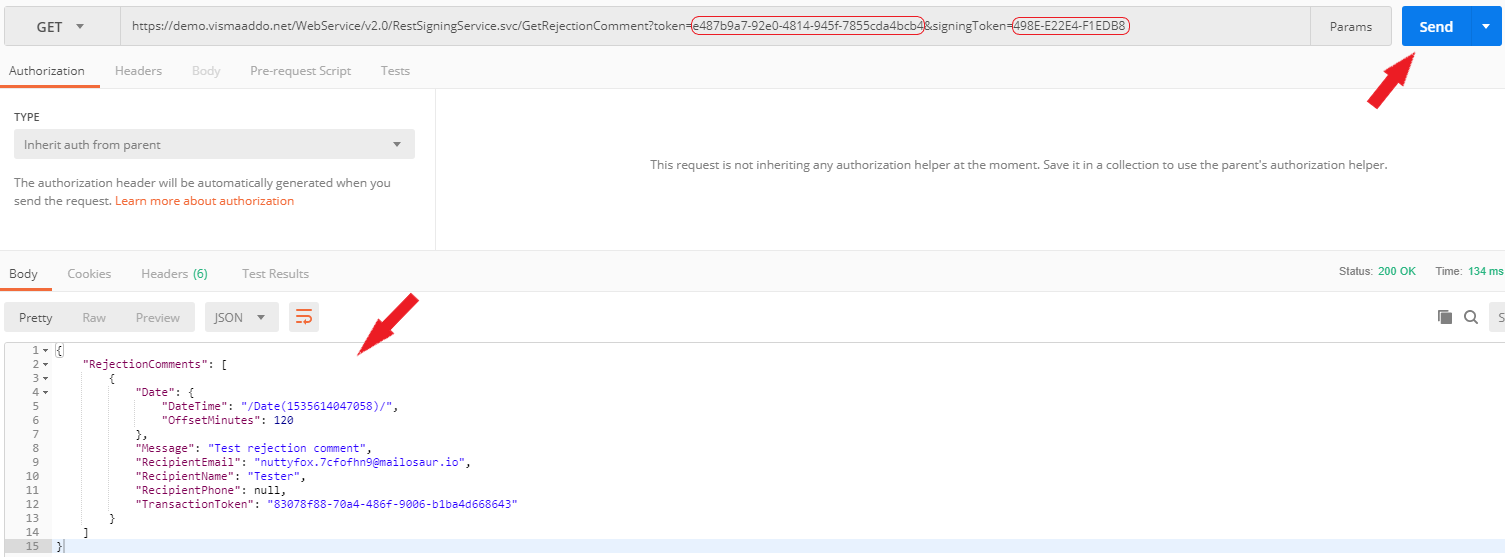 GET https://demo.vismaaddo.net/WebService/v2.0/RestSigningService.svc/GetRejectionComment?token=e487b9a7-92e0-4814-945f-7855cda4bcb4&signingToken=498E-E22E4-F1EDB8 Params Send
Authorization Headers Body Pre-request Script Tests
TYPE
Inherit auth from parent
The authorization header will be automatically generated when you
send the request. Learn more about authorization
This request is not inheriting any authorization helper at the moment. Save it in a collection to use the parent's authorization helper.
Body Cookies Headers (6) Test Results Status: 200 OK Time: 134 ms
Pretty Raw Preview JSON S
1 {
2 "RejectionComments": [
3 {
4 "Date": {
5 "DateTime": "/Date(1535614047058)/",
6 "OffsetMinutes": 120
7 },
8 "Message": "Test rejection comment",
9 "RecipientEmail": "nuttyfox.7cfofhn9@mailosaur.io",
10 "RecipientName": "Tester",
11 "RecipientPhone": null,
12 "TransactionToken": "83078f88-70a4-486f-9006-b1ba4d668643"
13 }
14 ]
15 }